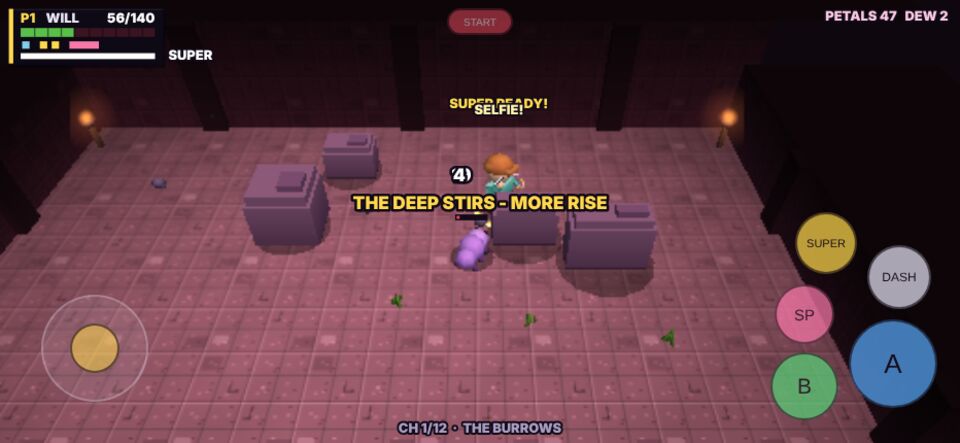 P1 WILL 56/140
SUPER
START
PETALS 47 DEW 2
SUPER READY!
SELFIE!
THE DEEP STIRS - MORE RISE
SUPER
DASH
SP
A
B
CH 1/12 · THE BURROWS